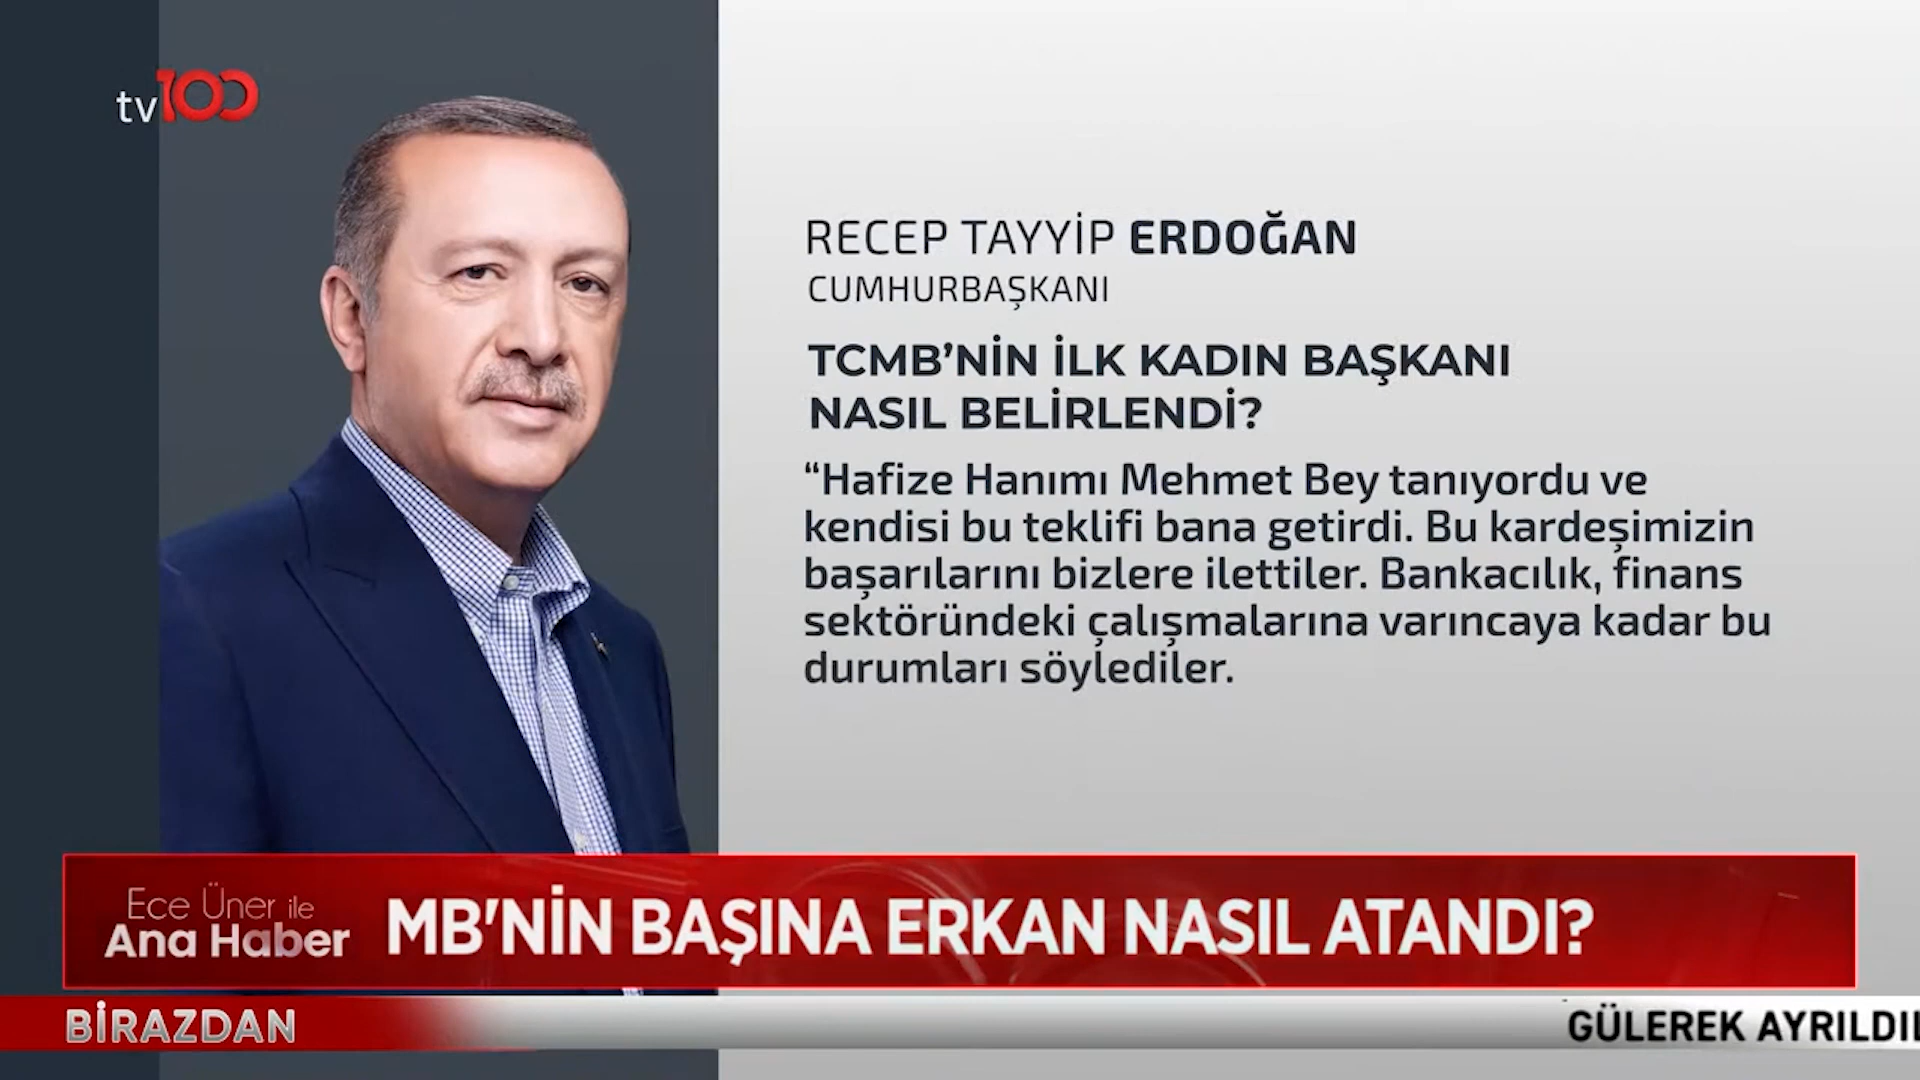 tv100
RECEP TAYYİP ERDOĞAN
CUMHURBAŞKANI
TCMB’NİN İLK KADIN BAŞKANI
NASIL BELİRLENDİ?
“Hafize Hanımı Mehmet Bey tanıyordu ve
kendisi bu teklifi bana getirdi. Bu kardeşimizin
başarılarını bizlere ilettiler. Bankacılık, finans
sektöründeki çalışmalarına varıncaya kadar bu
durumları söylediler.
Ece Üner ile
Ana Haber
MB'NİN BAŞINA ERKAN NASIL ATANDI?
BİRAZDAN
GÜLEREK AYRILDIL